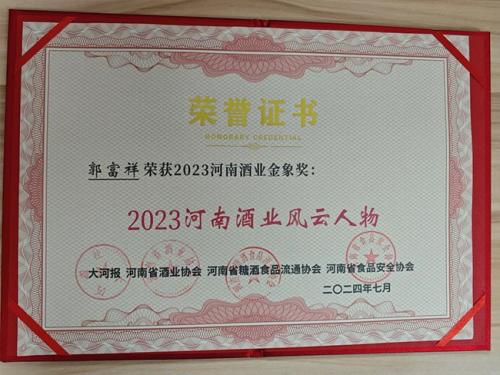 荣誉证书
HONORARY CREDENTIAL
郭富祥 荣获2023河南酒业金象奖：
2023河南酒业风云人物
大河报 河南省酒业协会 河南省糖酒食品流通协会 河南省食品安全协会
二〇二四年七月